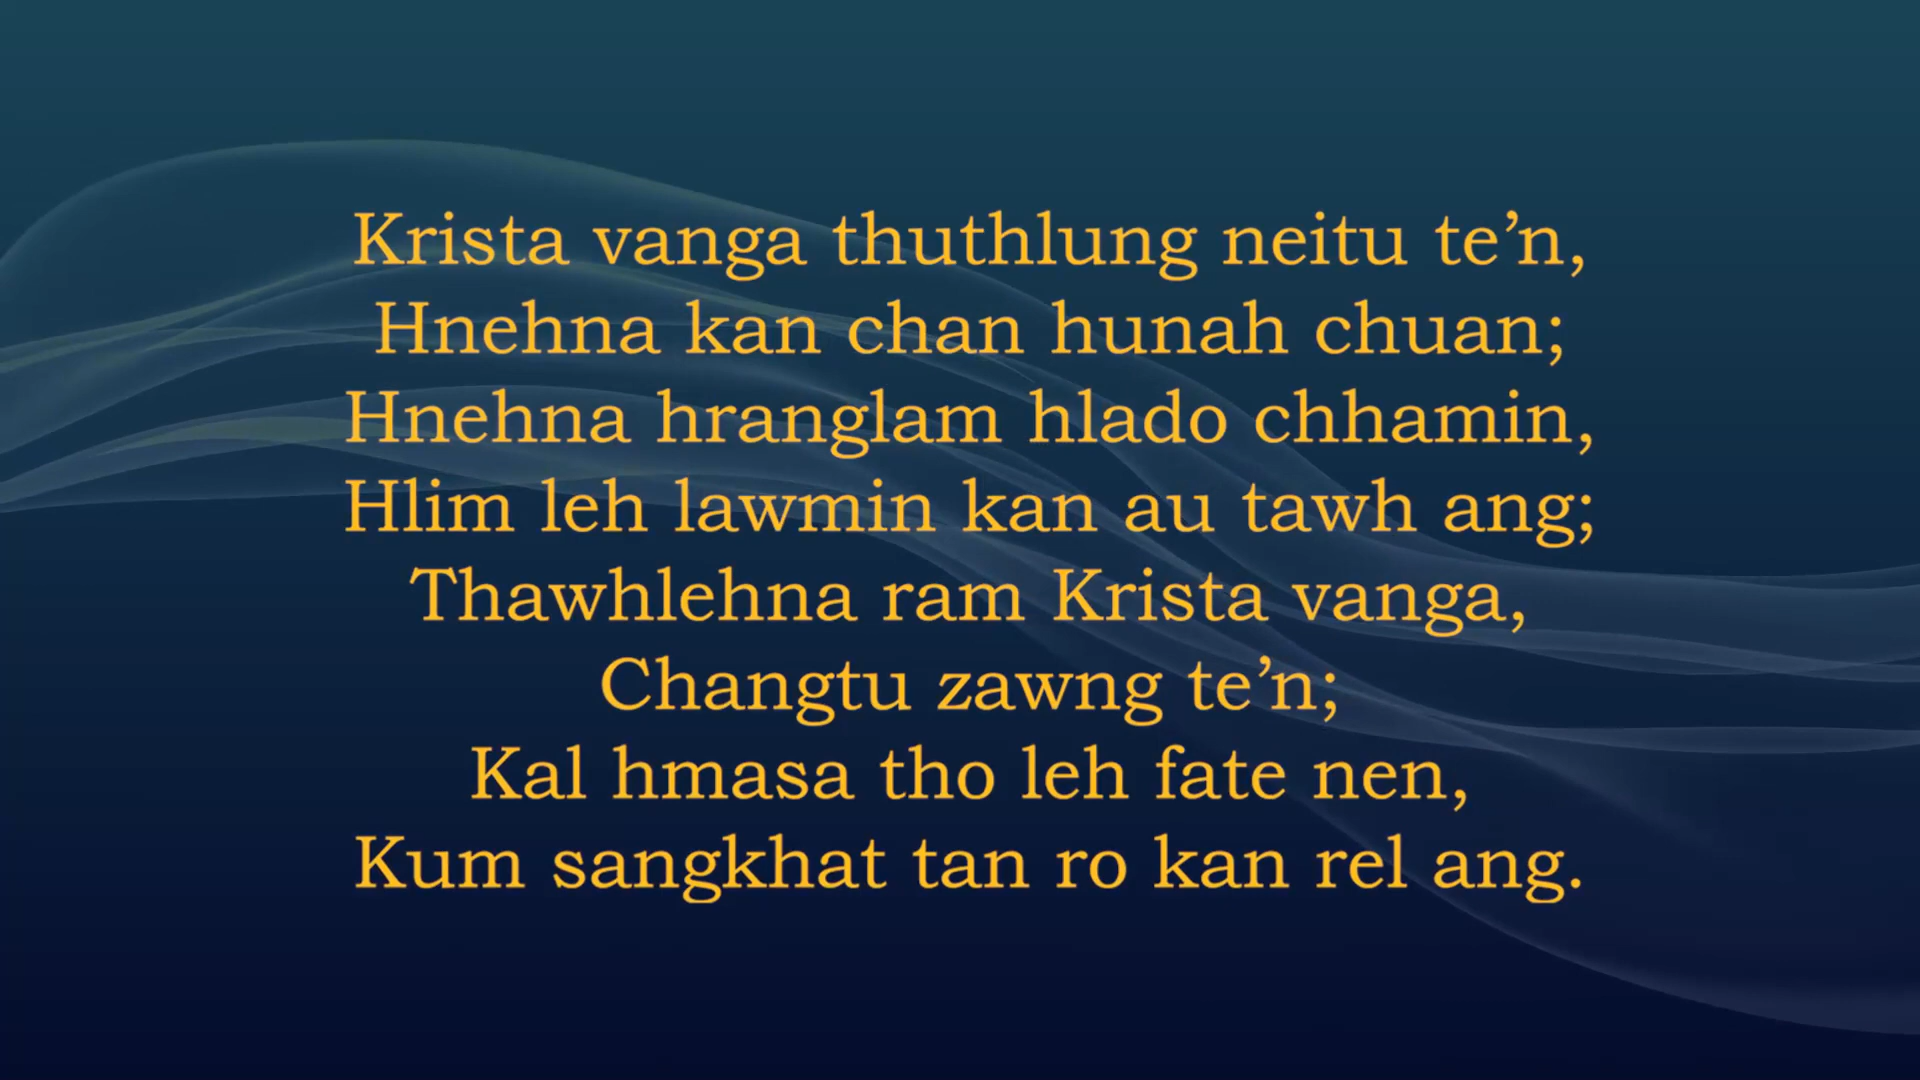 Krista vanga thuthlung neitu te’n,
Hnehna kan chan hunah chuan;
Hnehna hranglam hlado chhamin,
Hlim leh lawmin kan au tawh ang;
Thawhlehna ram Krista vanga,
Changtu zawng te’n;
Kal hmasa tho leh fate nen,
Kum sangkhat tan ro kan rel ang.